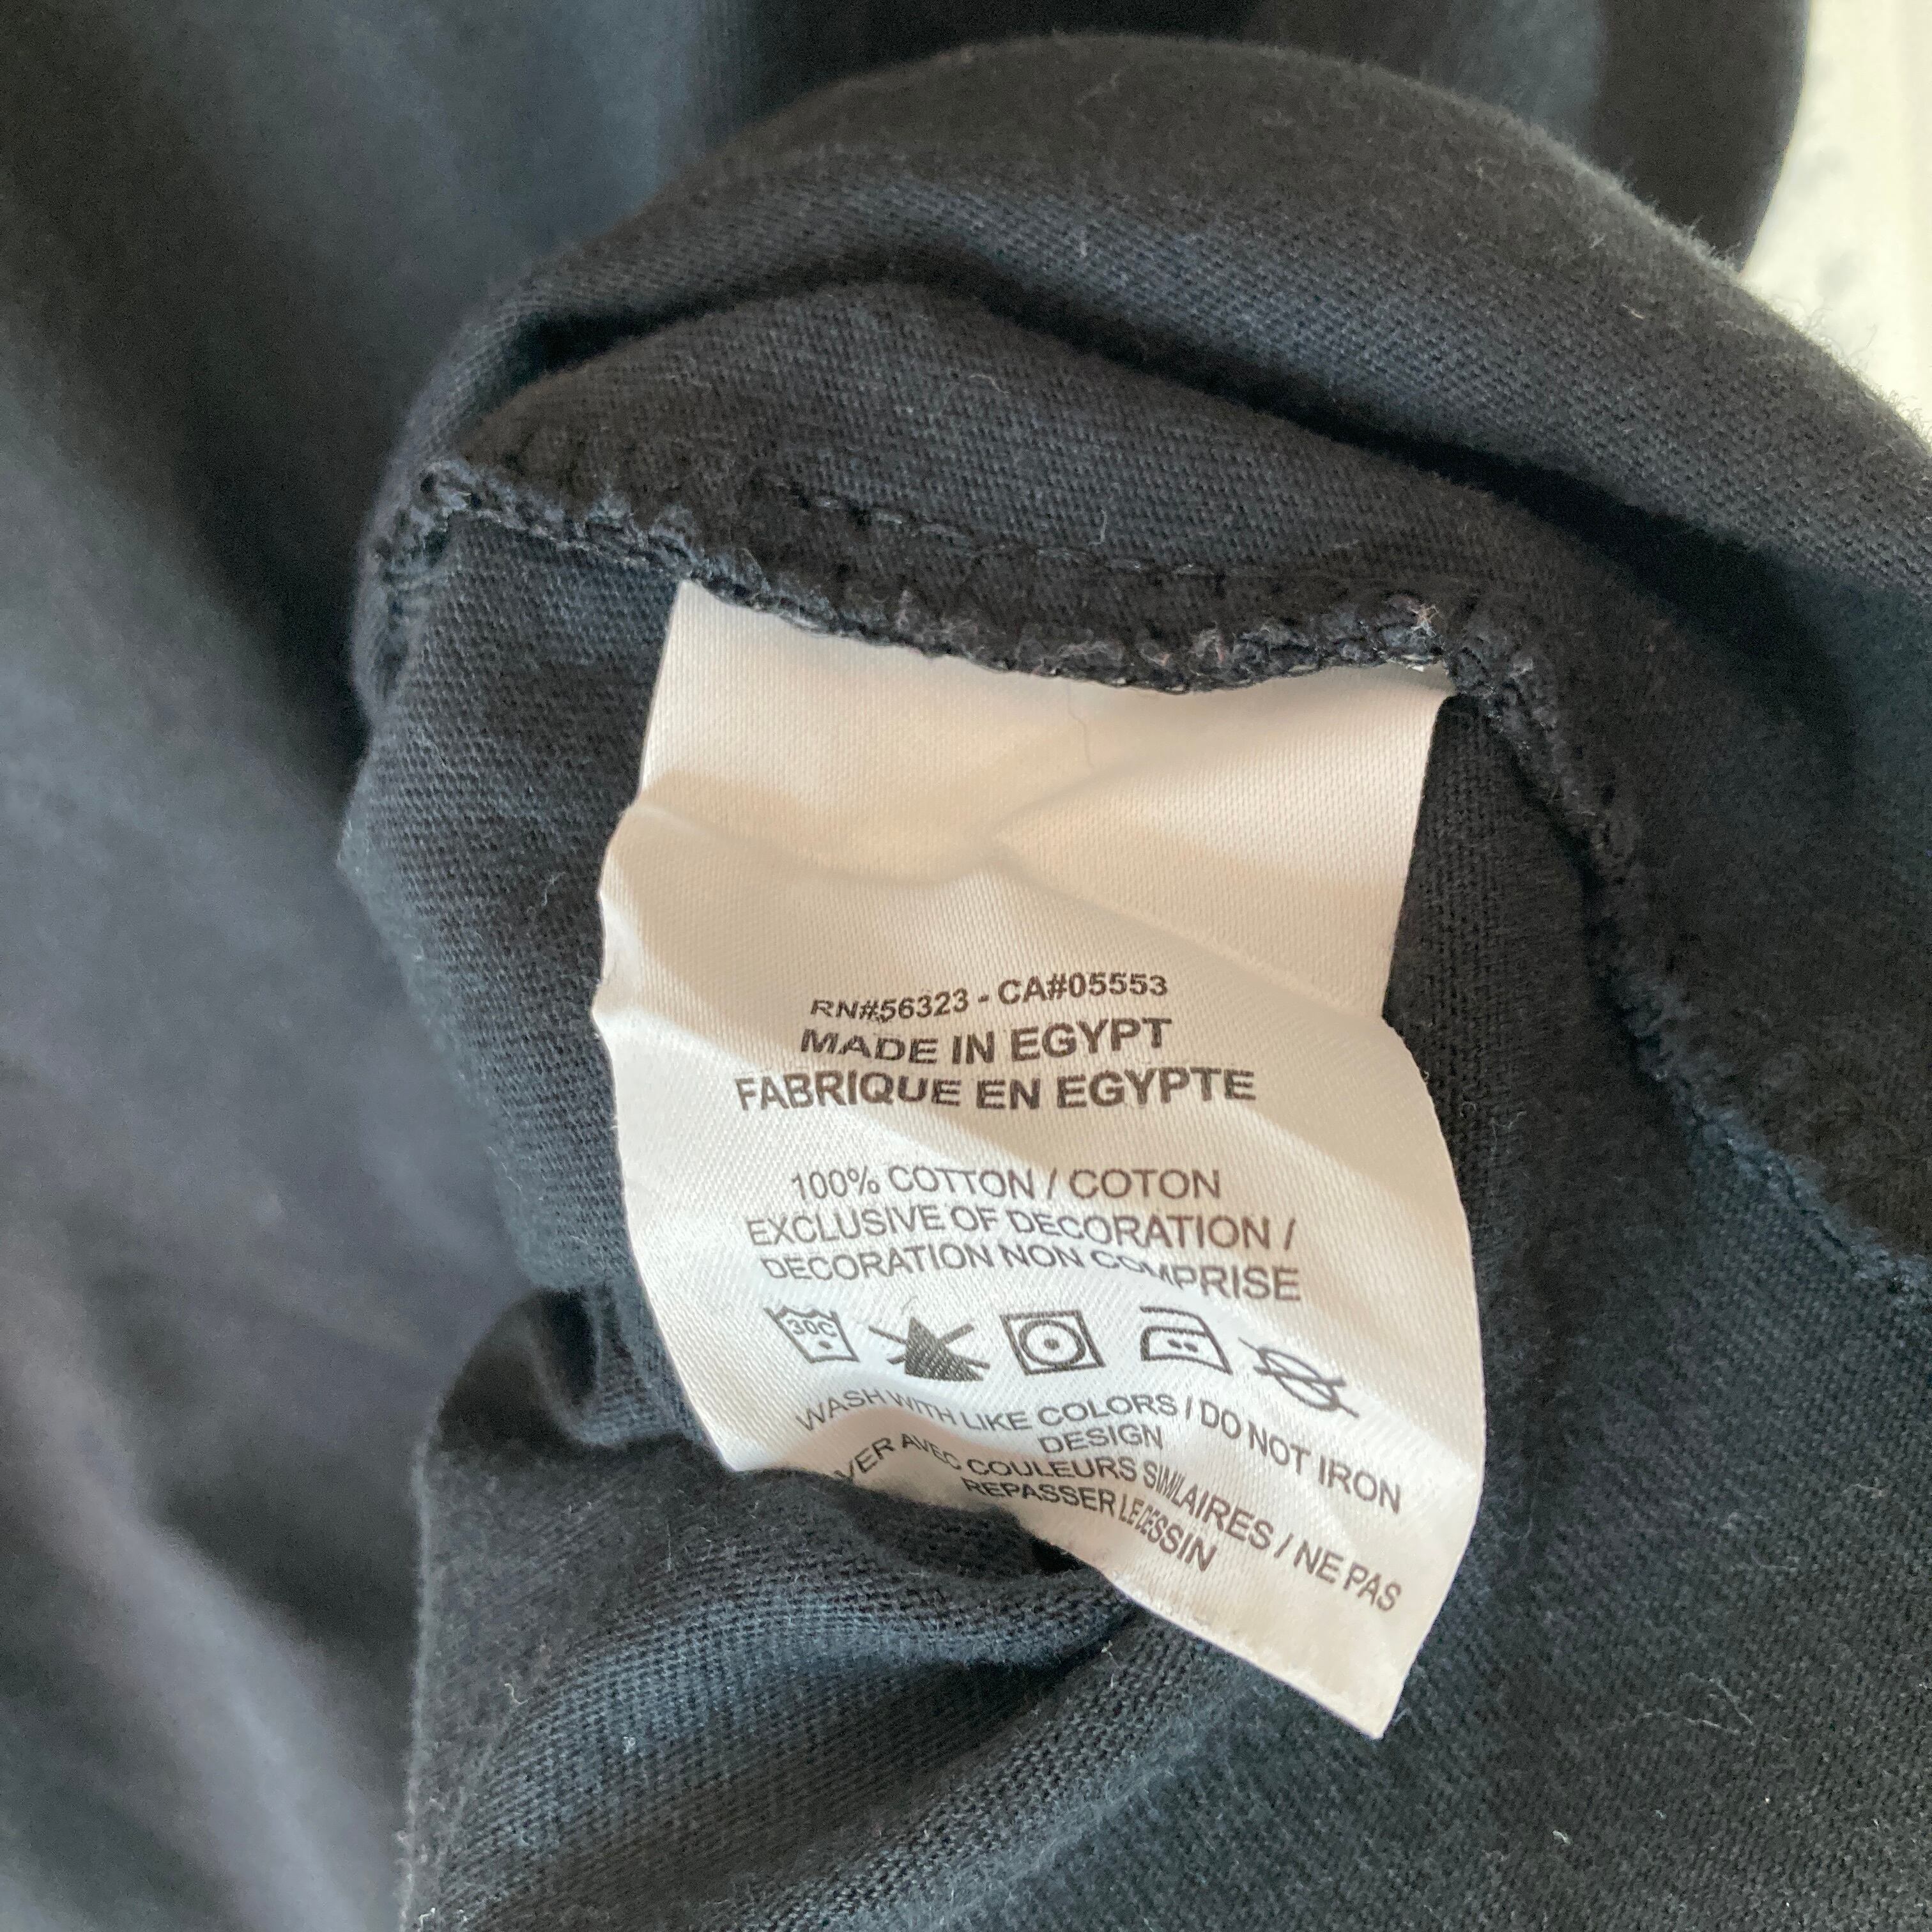 RN#56323 - CA#05553
MADE IN EGYPT
FABRIQUE EN EGYPTE
100% COTTON / COTON
EXCLUSIVE OF DECORATION /
DECORATION NON COMPRISE
30C
WASH WITH LIKE COLORS / DO NOT IRON
DESIGN
AVEC COULEURS SIMILAIRES / NE PAS
REPASSER LE DESSIN